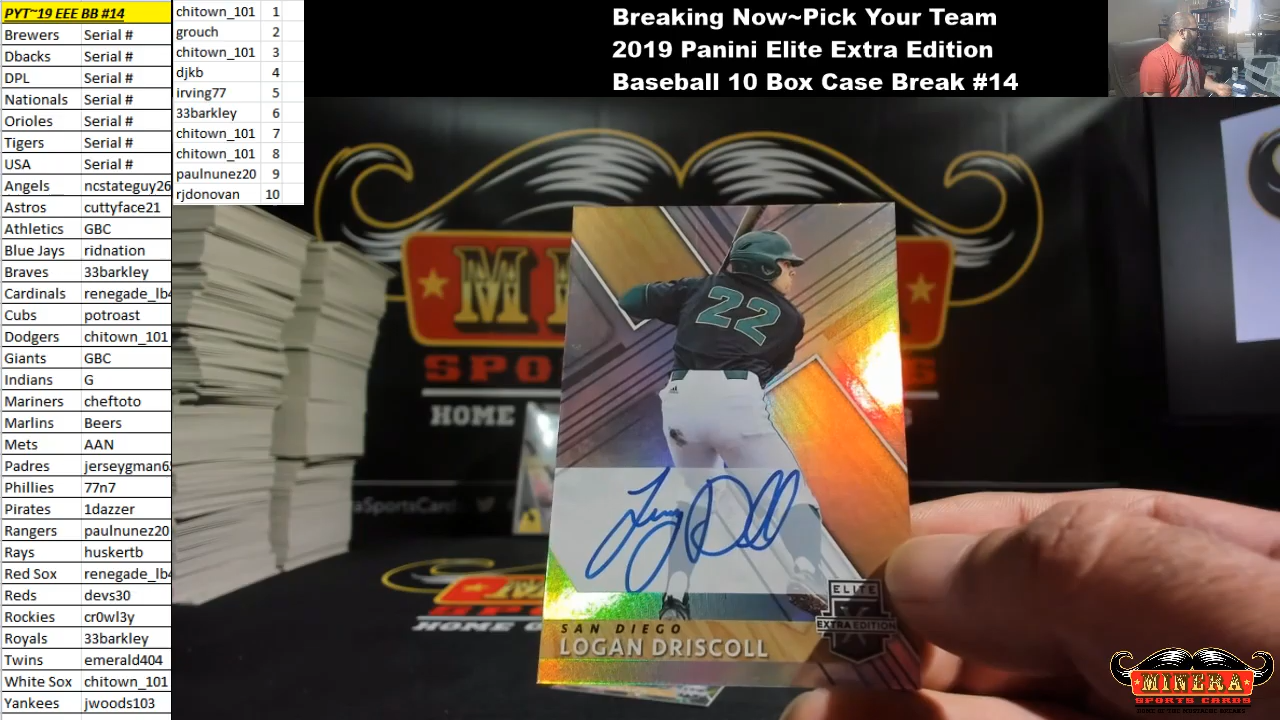 PYT~19 EEE BB #14
Brewers Serial #
Dbacks Serial #
DPL Serial #
Nationals Serial #
Orioles Serial #
Tigers Serial #
USA Serial #
Angels ncstateguy26
Astros cuttyface21
Athletics GBC
Blue Jays ridnation
Braves 33barkley
Cardinals renegade_lb4
Cubs potroast
Dodgers chitown_101
Giants GBC
Indians G
Mariners cheftoto
Marlins Beers
Mets AAN
Padres jerseygman6
Phillies 77n7
Pirates 1dazzer
Rangers paulnunez20
Rays huskertb
Red Sox renegade_lb4
Reds devs30
Rockies cr0wl3y
Royals 33barkley
Twins emerald404
White Sox chitown_101
Yankees jwoods103
chitown_101 1
grouch 2
chitown_101 3
djkb 4
irving77 5
33barkley 6
chitown_101 7
chitown_101 8
paulnunez20 9
rjdonovan 10
Breaking Now~Pick Your Team
2019 Panini Elite Extra Edition
Baseball 10 Box Case Break #14
22
ELITE
EXTRA EDITION
SAN DIEGO
LOGAN DRISCOLL
HOME
MINERA
SPORTS CARDS